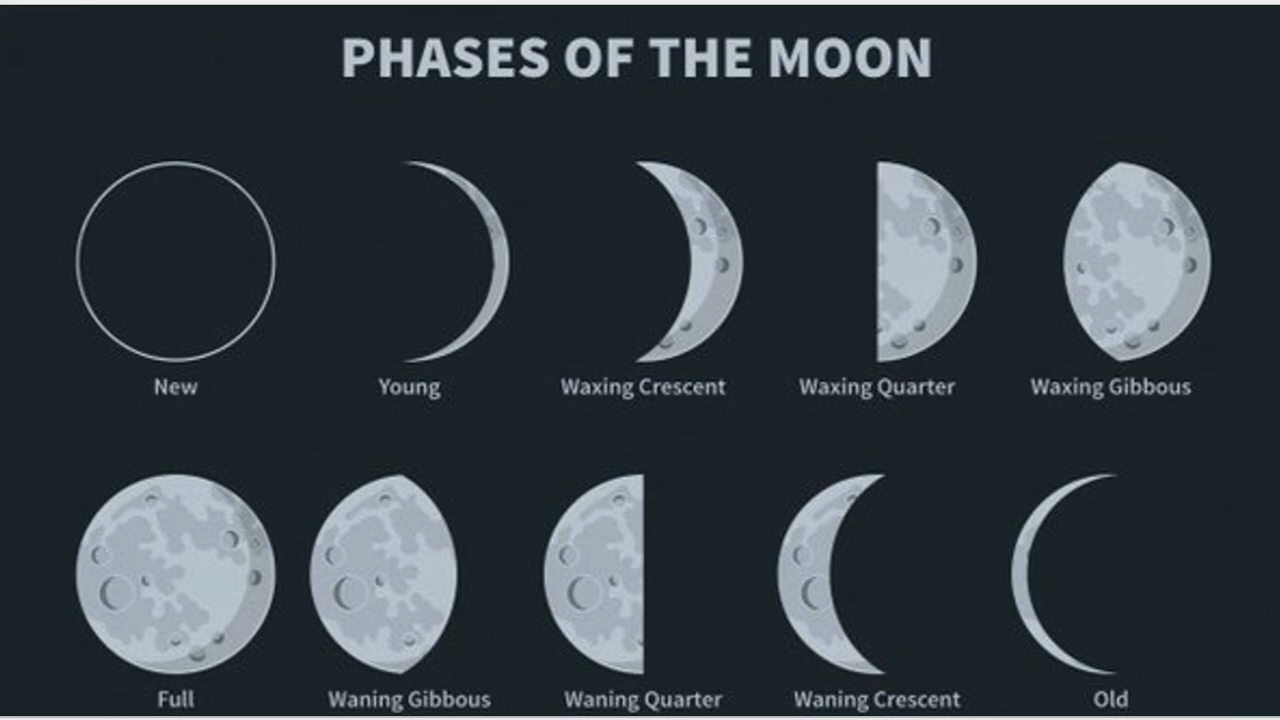 PHASES OF THE MOON
New
Young
Waxing Crescent
Waxing Quarter
Waxing Gibbous
Full
Waning Gibbous
Waning Quarter
Waning Crescent
Old